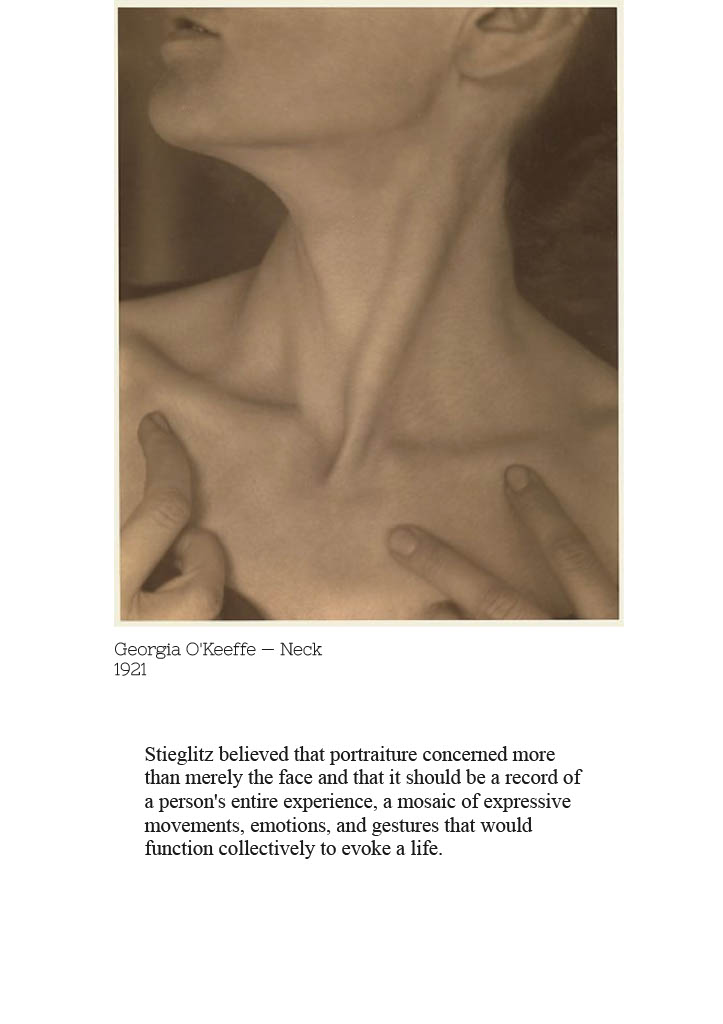 Georgia O'Keeffe — Neck
1921
Stieglitz believed that portraiture concerned more
than merely the face and that it should be a record of
a person's entire experience, a mosaic of expressive
movements, emotions, and gestures that would
function collectively to evoke a life.